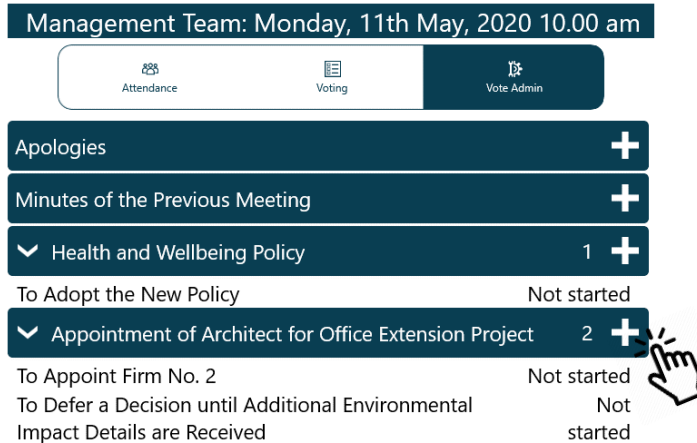 Management Team: Monday, 11th May, 2020 10.00 am
Attendance Voting Vote Admin
Apologies
Minutes of the Previous Meeting
Health and Wellbeing Policy 1
To Adopt the New Policy Not started
Appointment of Architect for Office Extension Project 2
To Appoint Firm No. 2 Not started
To Defer a Decision until Additional Environmental Not
Impact Details are Received started